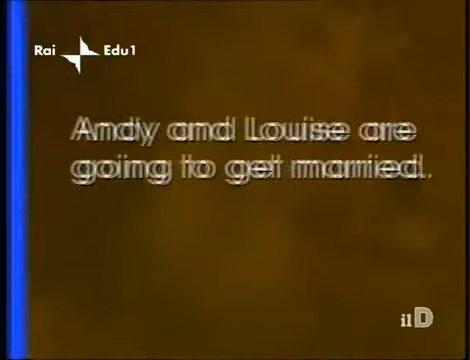 Rai Edu1
Andy and Louise are
going to get married.
il D